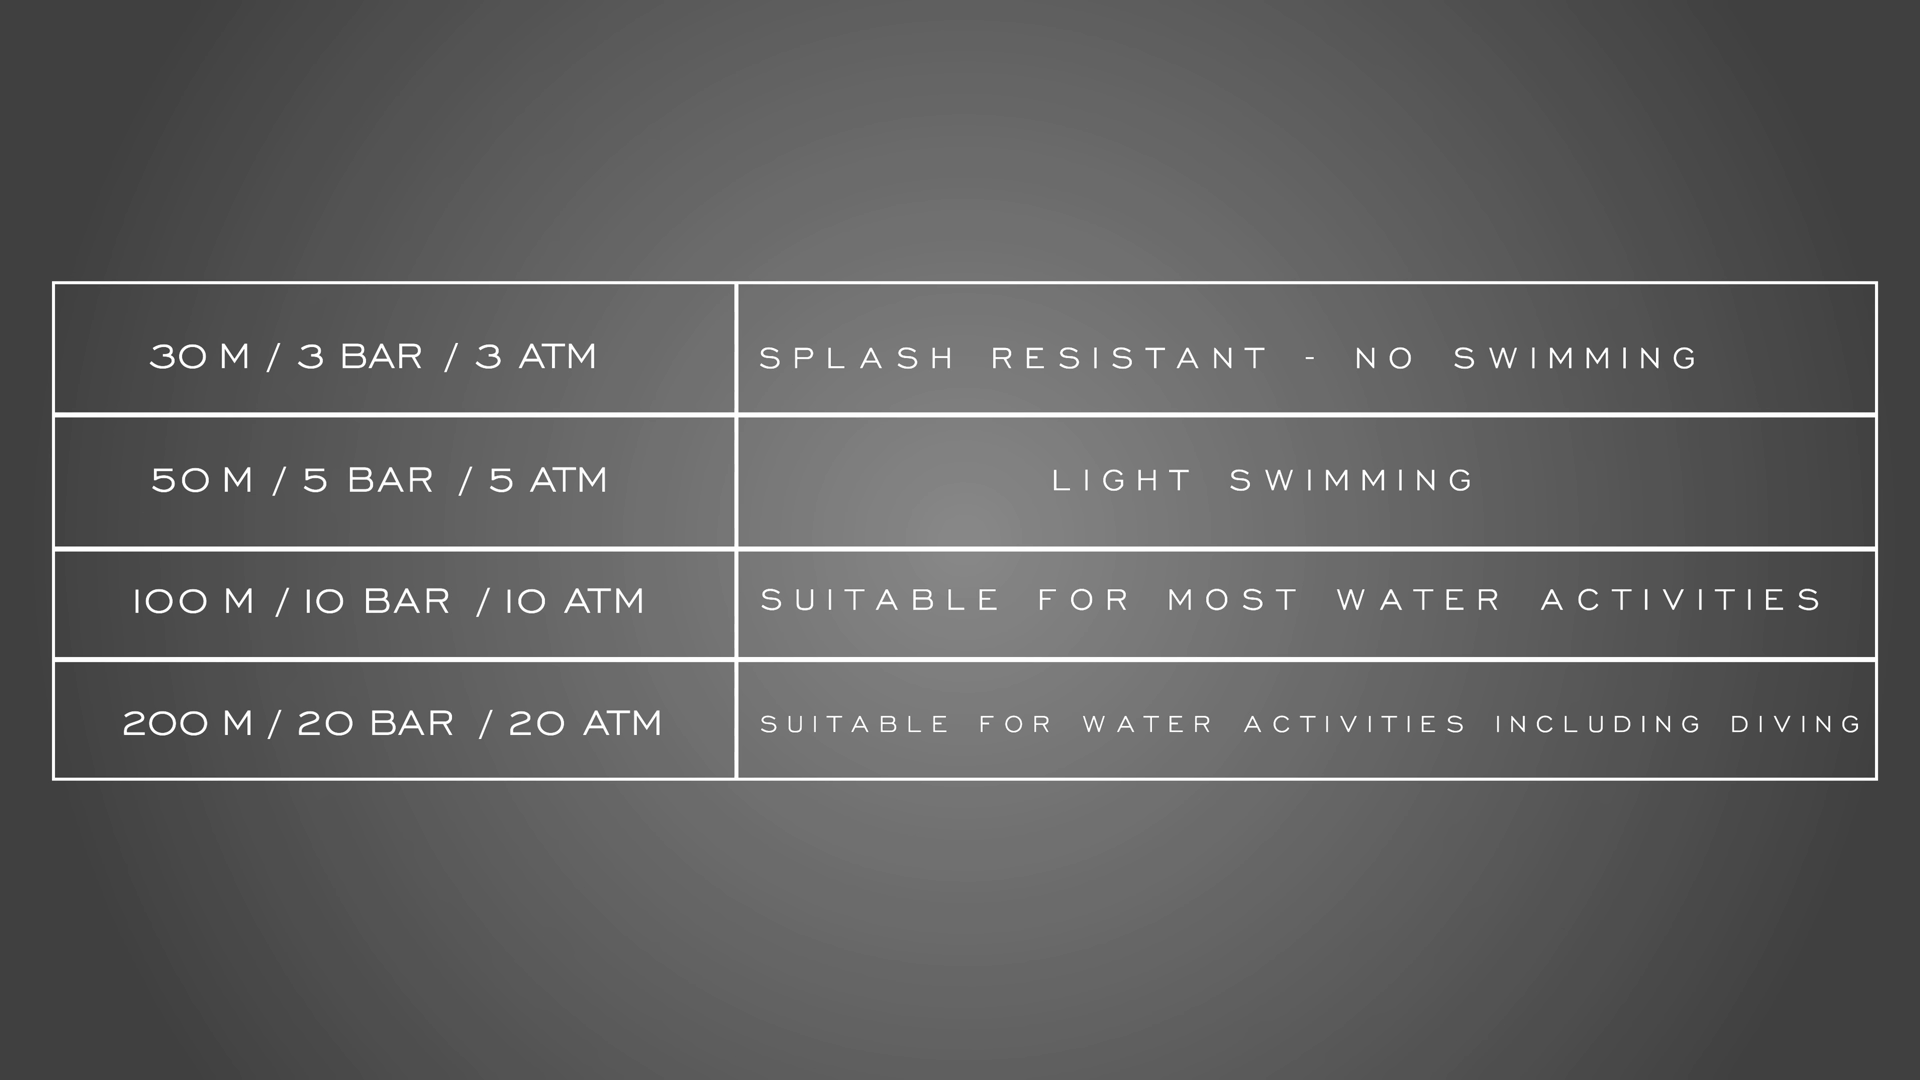 30 M / 3 BAR / 3 ATM
SPLASH RESISTANT - NO SWIMMING
50 M / 5 BAR / 5 ATM
LIGHT SWIMMING
100 M / 10 BAR / 10 ATM
SUITABLE FOR MOST WATER ACTIVITIES
200 M / 20 BAR / 20 ATM
SUITABLE FOR WATER ACTIVITIES INCLUDING DIVING